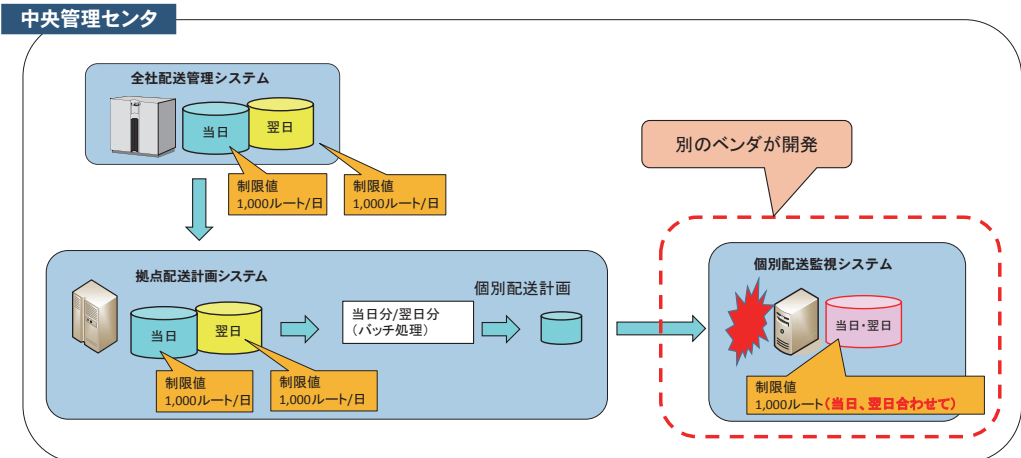 中央管理センタ
全社配送管理システム
当日
翌日
制限値
1,000ルート/日
制限値
1,000ルート/日
別のベンダが開発
拠点配送計画システム
当日
翌日
当日分/翌日分
(バッチ処理)
個別配送計画
制限値
1,000ルート/日
制限値
1,000ルート/日
個別配送監視システム
当日・翌日
制限値
1,000ルート(当日、翌日合わせて)